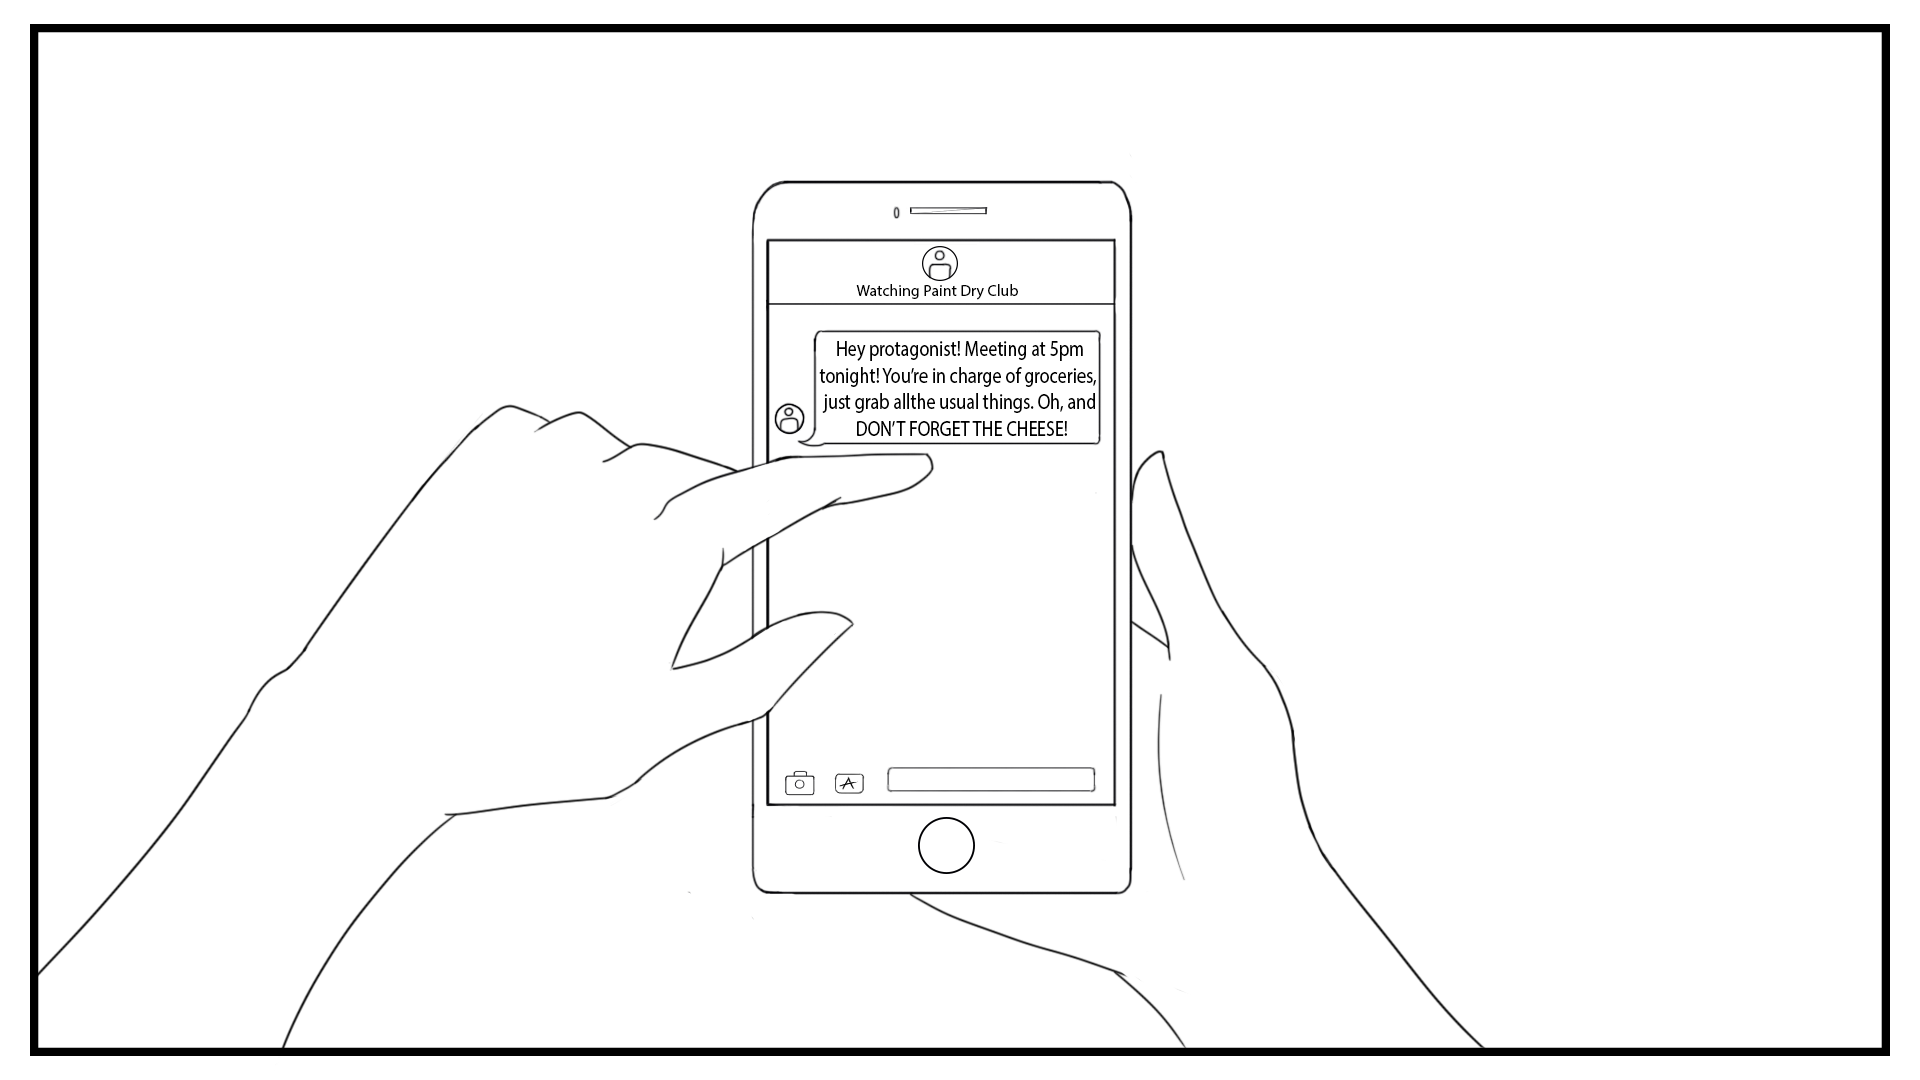 Watching Paint Dry Club
Hey protagonist! Meeting at 5pm
tonight! You're in charge of groceries,
just grab allthe usual things. Oh, and
DON'T FORGET THE CHEESE!